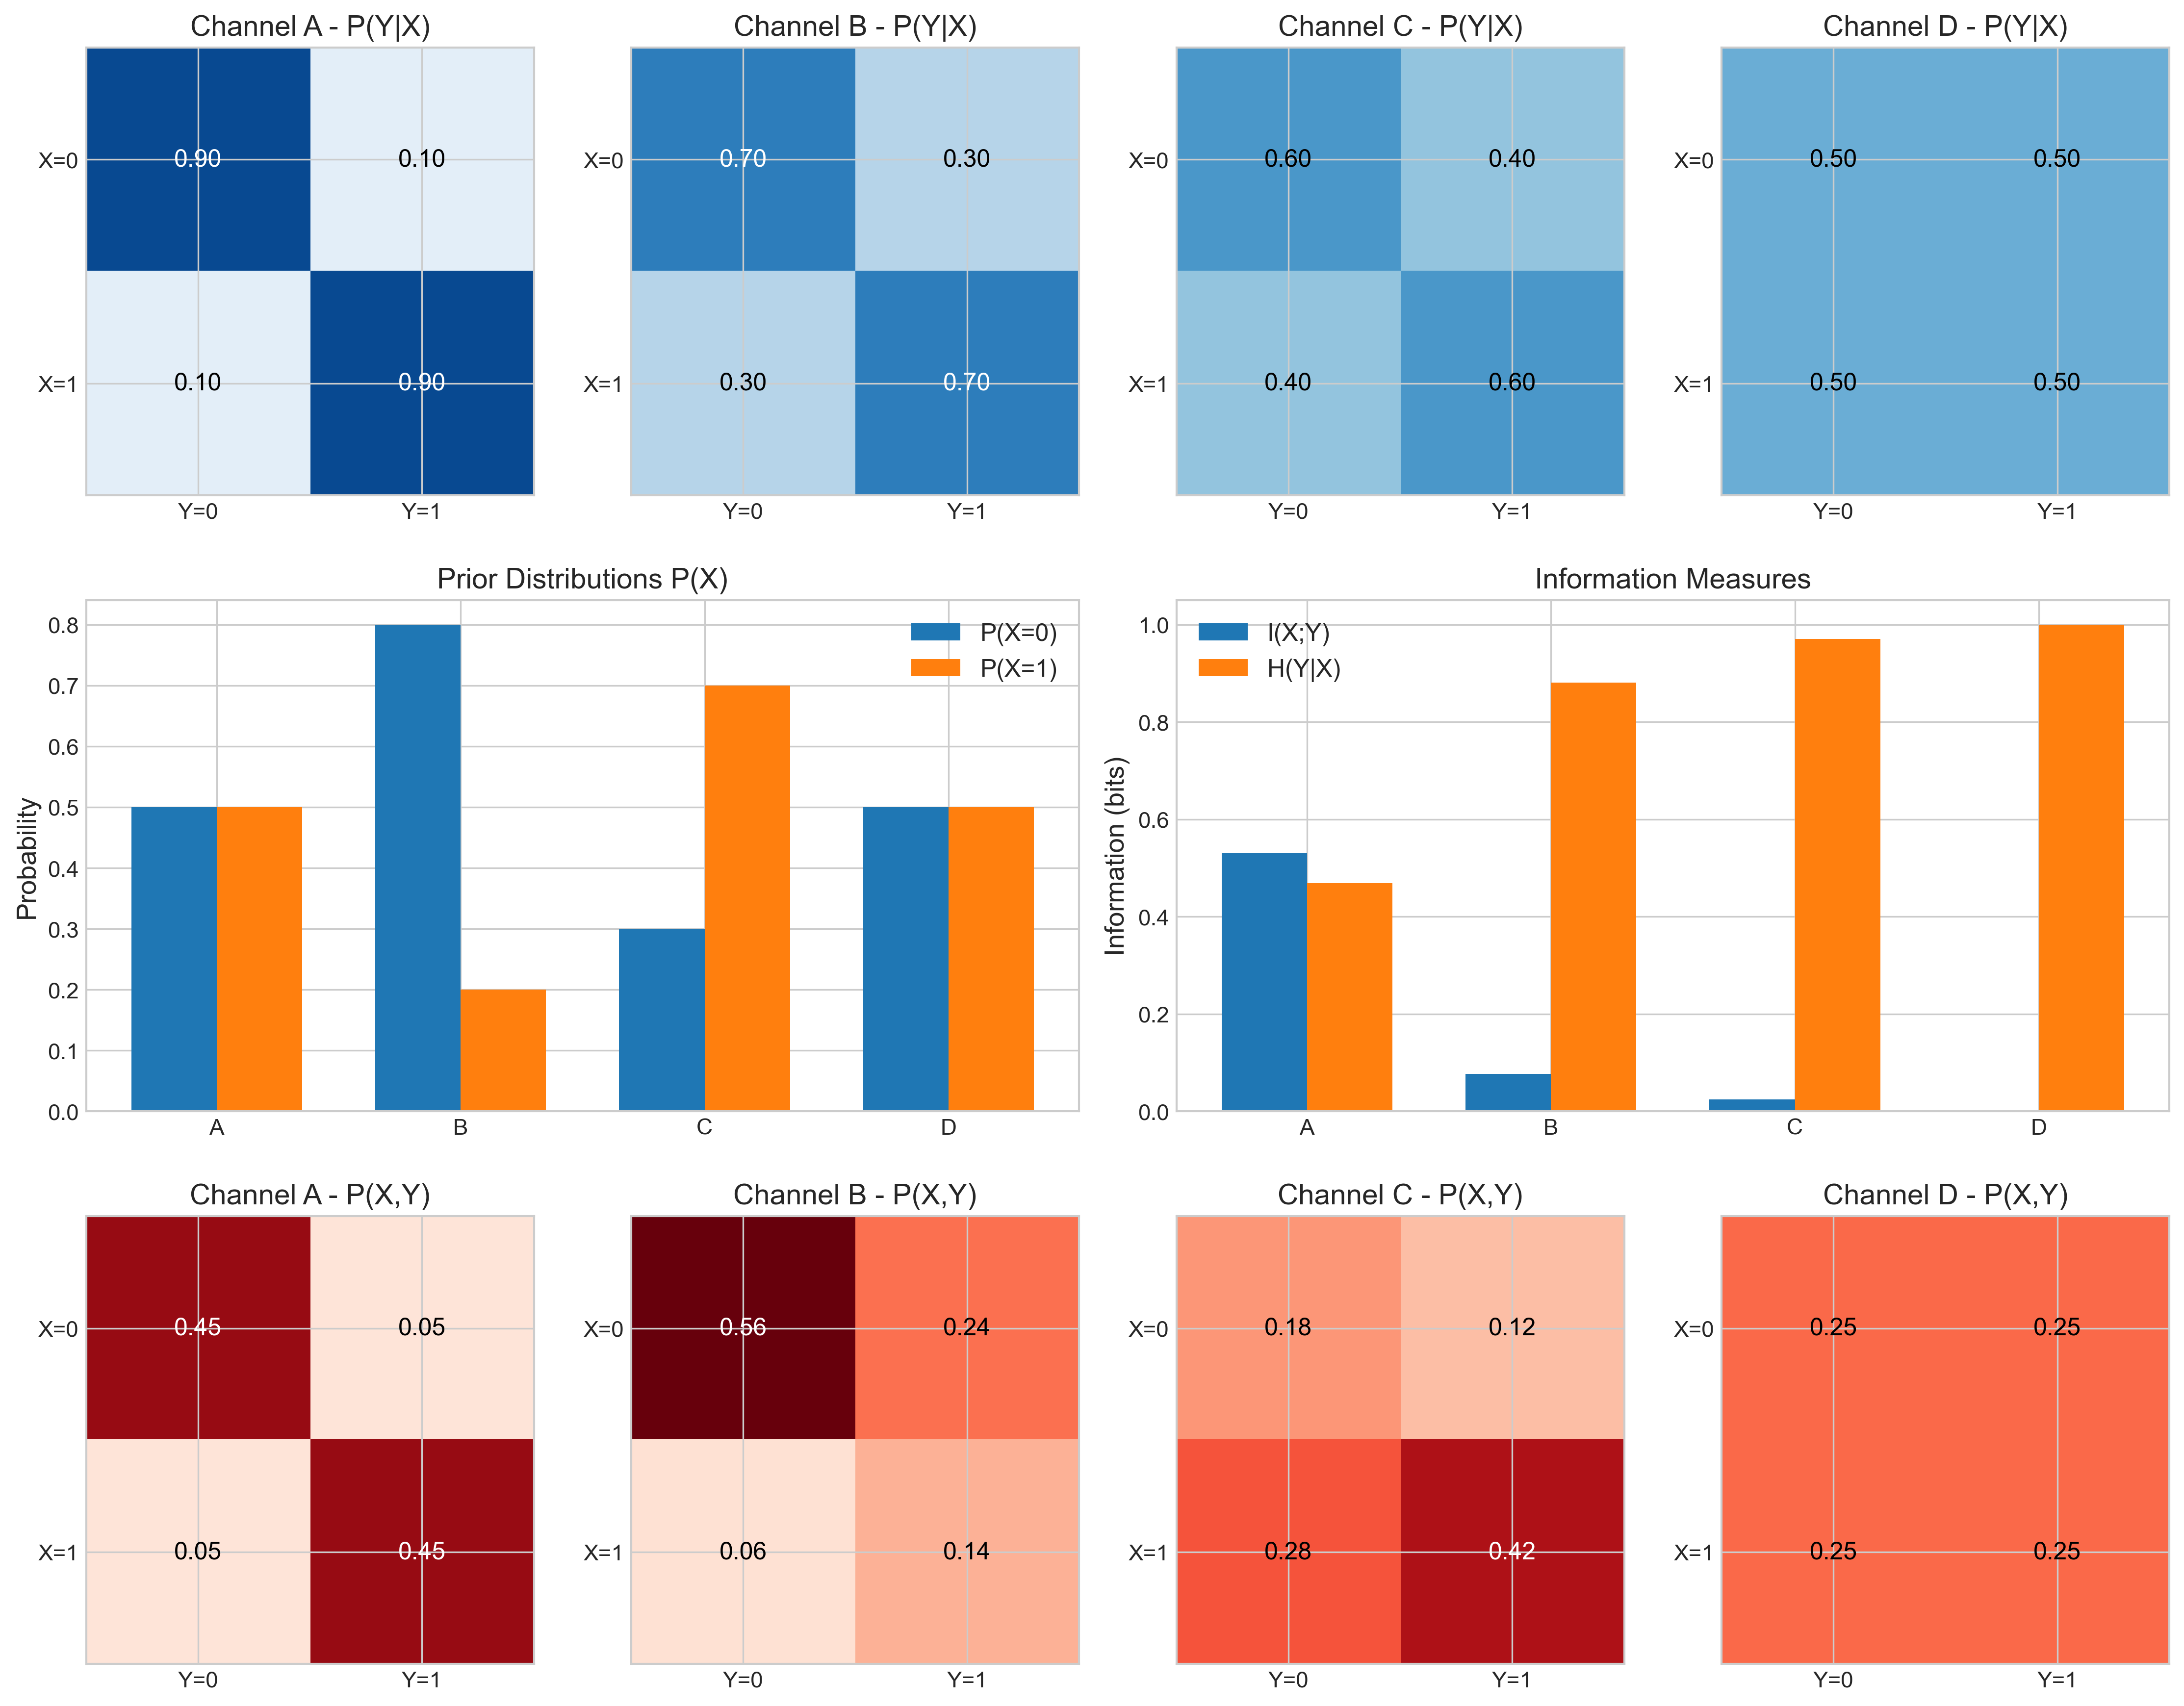 Channel A - P(Y|X)
Channel B - P(Y|X)
Channel C - P(Y|X)
Channel D - P(Y|X)
X=0
0.90
0.10
X=0
0.70
0.30
X=0
0.60
0.40
X=0
0.50
0.50
X=1
0.10
0.90
X=1
0.30
0.70
X=1
0.40
0.60
X=1
0.50
0.50
Y=0
Y=1
Y=0
Y=1
Y=0
Y=1
Y=0
Y=1
Prior Distributions P(X)
Probability
0.8
0.7
0.6
0.5
0.4
0.3
0.2
0.1
0.0
P(X=0)
P(X=1)
A
B
C
D
Information Measures
Information (bits)
1.0
0.8
0.6
0.4
0.2
0.0
I(X;Y)
H(Y|X)
A
B
C
D
Channel A - P(X,Y)
Channel B - P(X,Y)
Channel C - P(X,Y)
Channel D - P(X,Y)
X=0
0.45
0.05
X=0
0.56
0.24
X=0
0.18
0.12
X=0
0.25
0.25
X=1
0.05
0.45
X=1
0.06
0.14
X=1
0.28
0.42
X=1
0.25
0.25
Y=0
Y=1
Y=0
Y=1
Y=0
Y=1
Y=0
Y=1